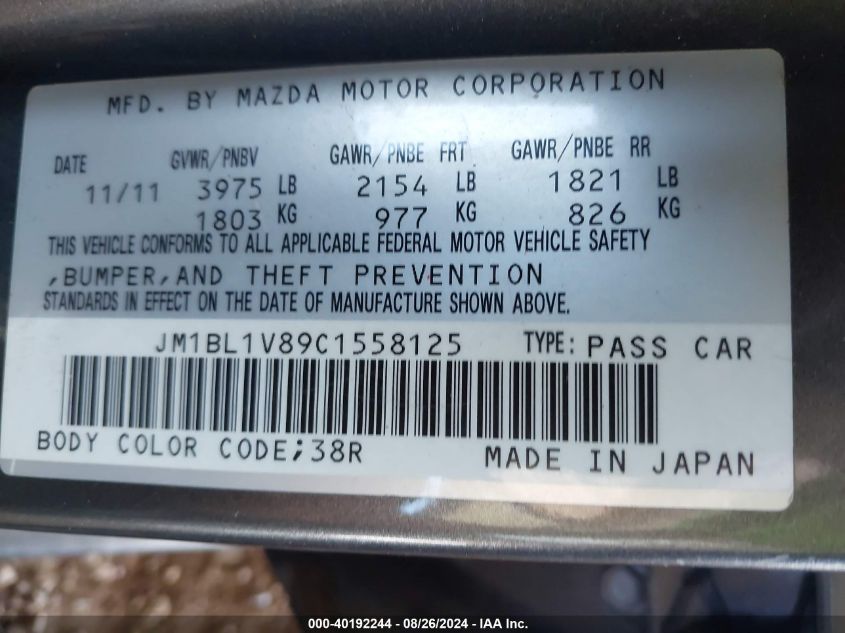 MFD. BY MAZDA MOTOR CORPORATION
DATE GVWR/PNBV GAWR/PNBE FRT GAWR/PNBE RR
11/11 3975 LB 2154 LB 1821 LB
1803 KG 977 KG 826 KG
THIS VEHICLE CONFORMS TO ALL APPLICABLE FEDERAL MOTOR VEHICLE SAFETY
,BUMPER,AND THEFT PREVENTION
STANDARDS IN EFFECT ON THE DATE OF MANUFACTURE SHOWN ABOVE.
JM1BL1V89C1558125 TYPE: PASS CAR
BODY COLOR CODE;38R MADE IN JAPAN
000-40192244 - 08/26/2024 - IAA Inc.